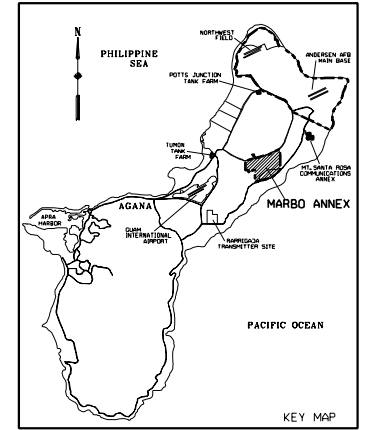 NORTHWEST
FIELD
N
PHILIPPINE
SEA
ANDERSEN AFB
MAIN BASE
POTTS JUNCTION
TANK FARM
TUMON
TANK
FARM
MT. SANTA ROSA
COMMUNICATIONS
ANNEX
MARBO ANNEX
AGANA
APRA
HARBOR
GUAM
INTERNATIONAL
AIRPORT
BARRIGADA
TRANSMITTER SITE
PACIFIC OCEAN
KEY MAP